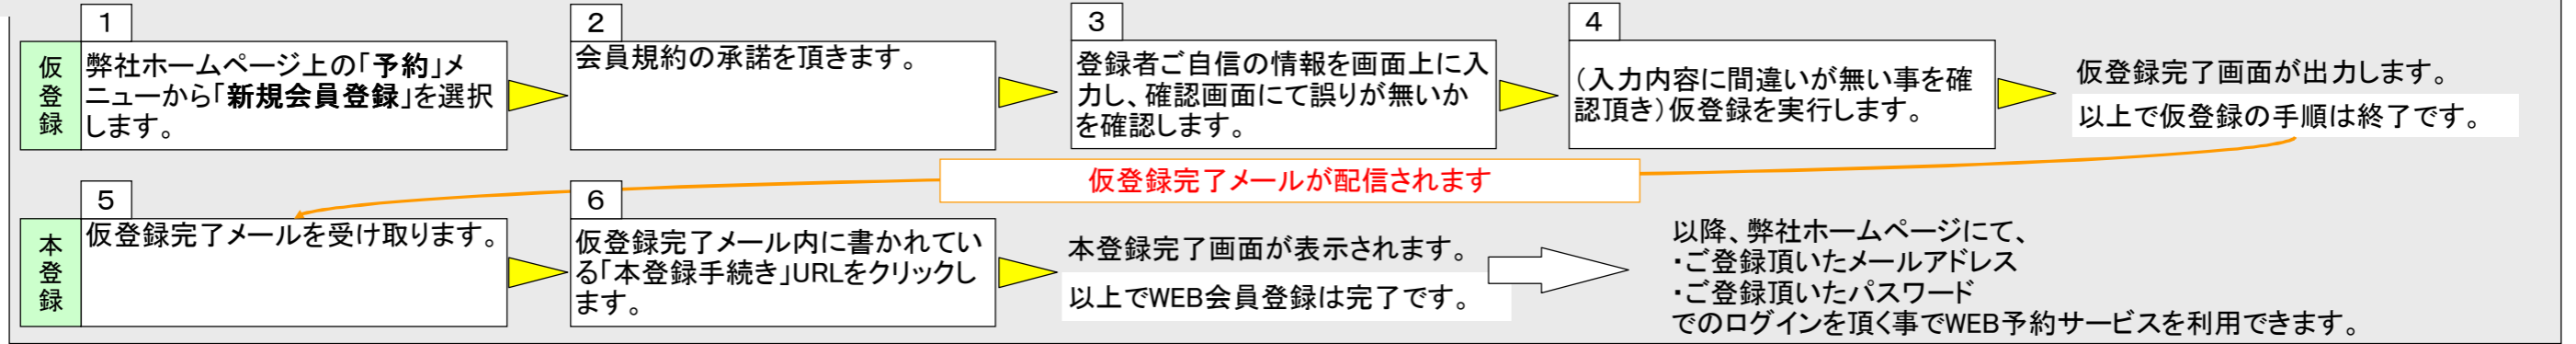 1
仮登録
弊社ホームページ上の「予約」メ
ニューから「新規会員登録」を選択
します。
2
会員規約の承諾を頂きます。
3
登録者ご自信の情報を画面上に入
力し、確認画面にて誤りが無いか
を確認します。
4
(入力内容に間違いが無い事を確
認頂き)仮登録を実行します。
仮登録完了画面が出力します。
以上で仮登録の手順は終了です。
仮登録完了メールが配信されます
5
本登録
仮登録完了メールを受け取ります。
6
仮登録完了メール内に書かれてい
る「本登録手続き」URLをクリックし
ます。
本登録完了画面が表示されます。
以上でWEB会員登録は完了です。
以降、弊社ホームページにて、
・ご登録頂いたメールアドレス
・ご登録頂いたパスワード
でのログインを頂く事でWEB予約サービスを利用できます。